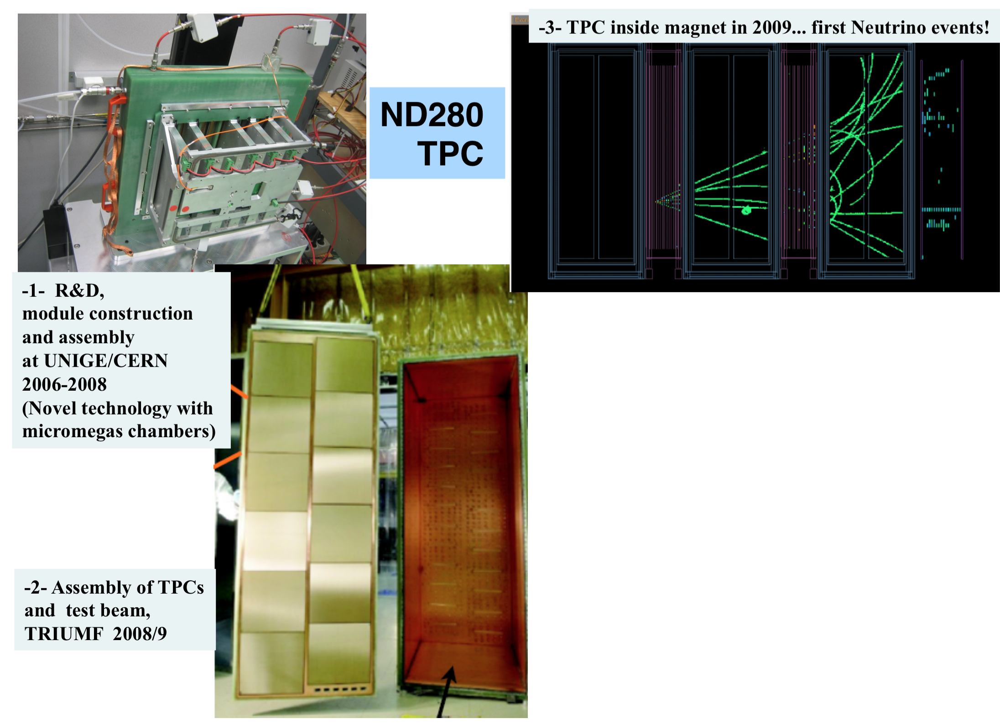 -3- TPC inside magnet in 2009... first Neutrino events!
ND280
TPC
-1- R&D,
module construction
and assembly
at UNIGE/CERN
2006-2008
(Novel technology with
micromegas chambers)
-2- Assembly of TPCs
and test beam,
TRIUMF 2008/9